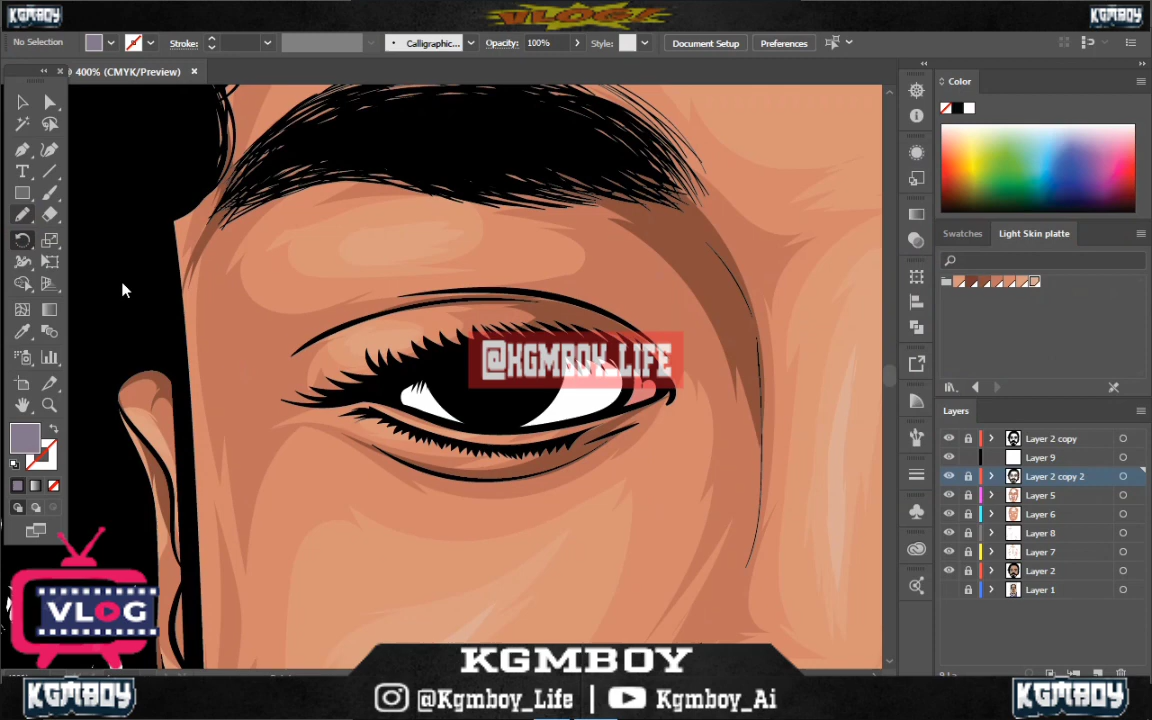 KGMBOY
VLOG!
KGMBOY
No Selection
Stroke:
Calligraphic...
Opacity:
100%
Style:
Document Setup
Preferences
@ 400% (CMYK/Preview)
Color
Swatches
Light Skin platte
@KGMBOY_LIFE
Layers
Layer 2 copy
Layer 9
Layer 2 copy 2
Layer 5
Layer 6
Layer 8
Layer 7
Layer 2
Layer 1
VLOG
KGMBOY
@Kgmboy_Life | Kgmboy_Ai
KGMBOY
KGMBOY